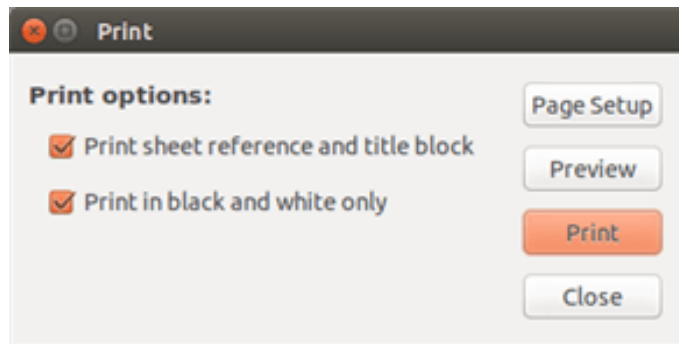 Print
Print options:
Print sheet reference and title block
Print in black and white only
Page Setup
Preview
Print
Close